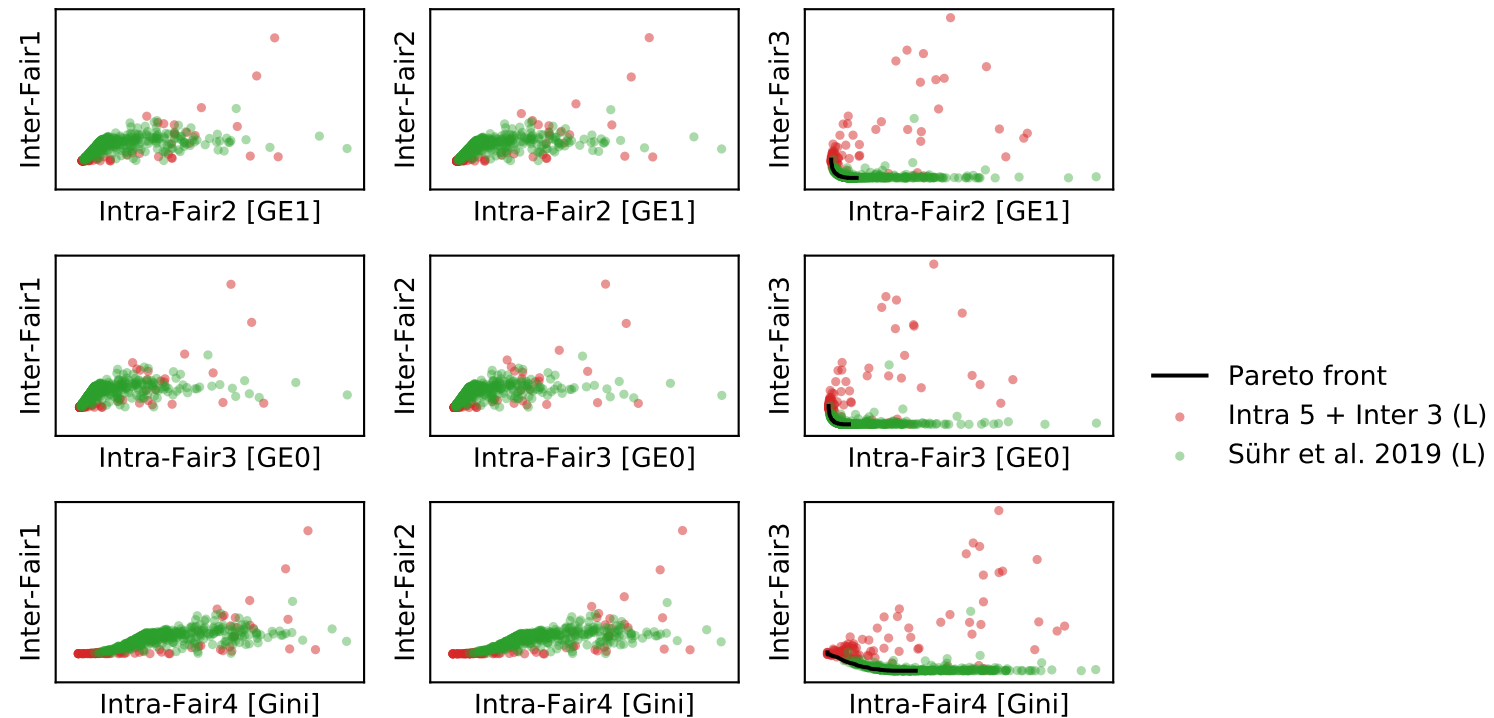 Inter-Fair1
Intra-Fair2 [GE1]
Inter-Fair2
Intra-Fair2 [GE1]
Inter-Fair3
Intra-Fair2 [GE1]
Inter-Fair1
Intra-Fair3 [GE0]
Inter-Fair2
Intra-Fair3 [GE0]
Inter-Fair3
Intra-Fair3 [GE0]
Inter-Fair1
Intra-Fair4 [Gini]
Inter-Fair2
Intra-Fair4 [Gini]
Inter-Fair3
Intra-Fair4 [Gini]
Pareto front
Intra 5 + Inter 3 (L)
Sühr et al. 2019 (L)